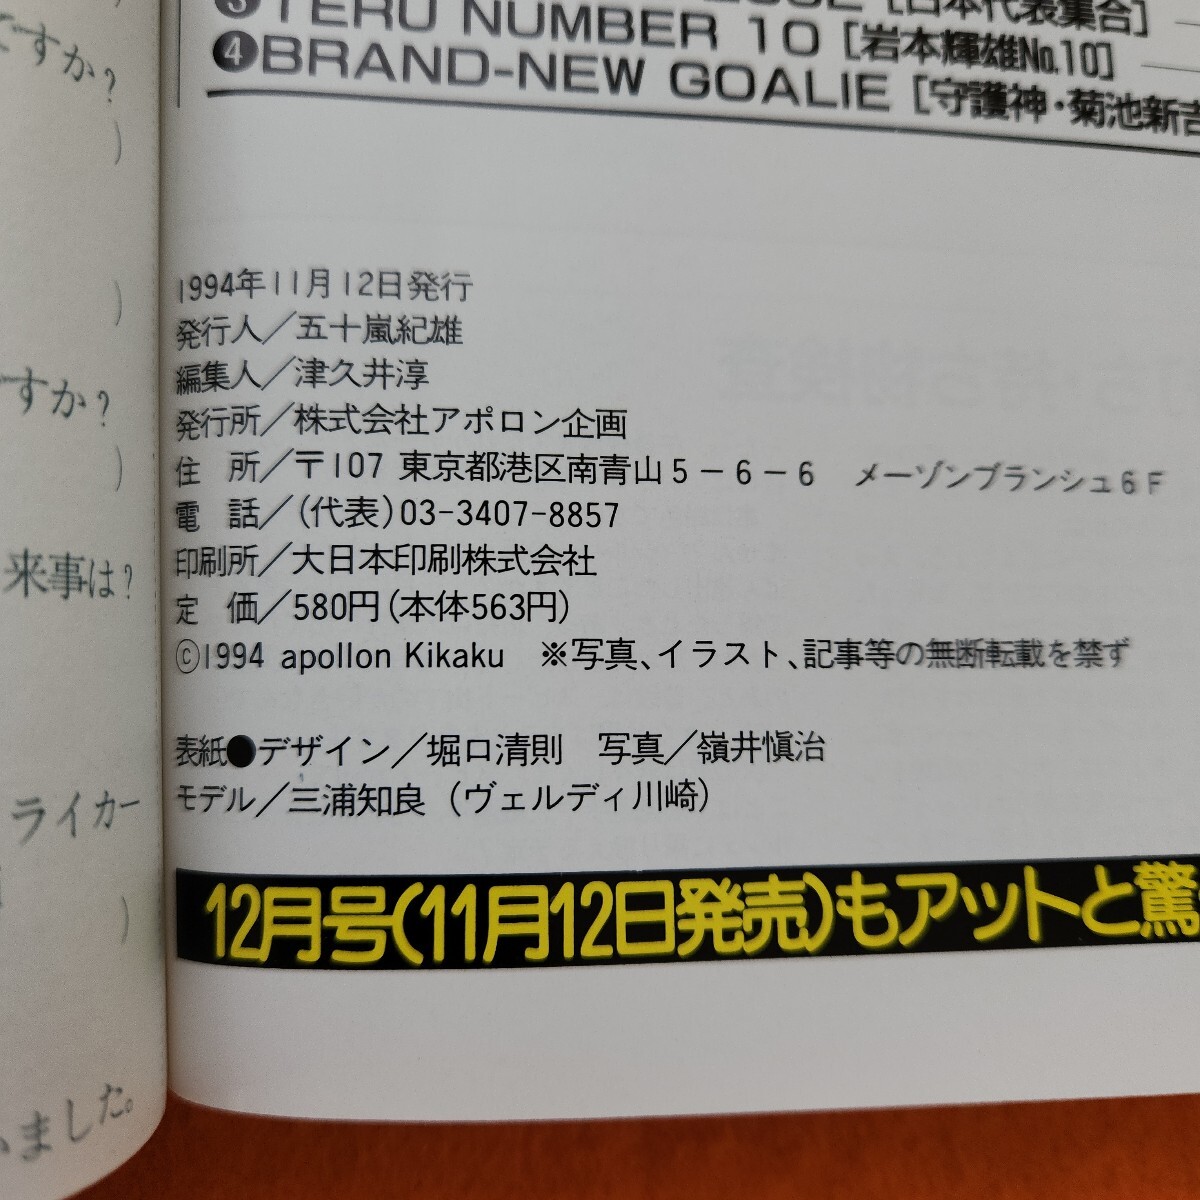 ですか?
)
)
ですか?
)
来事は?
ライカー
)
いました。
❸ [日本代表集合]
TERU NUMBER 10 [岩本輝雄No.10]
❹BRAND-NEW GOALIE [守護神・菊池新吉
1994年11月12日発行
発行人/五十嵐紀雄
編集人/津久井淳
発行所/株式会社アポロン企画
住 所/〒107 東京都港区南青山5-6-6 メーゾンブランシュ6F
電 話/(代表)03-3407-8857
印刷所/大日本印刷株式会社
定 価/580円(本体563円)
©1994 apollon Kikaku ※写真、イラスト、記事等の無断転載を禁ず
表紙●デザイン/堀口清則 写真/嶺井愼治
モデル/三浦知良(ヴェルディ川崎)
12月号(11月12日発売)もアットと驚